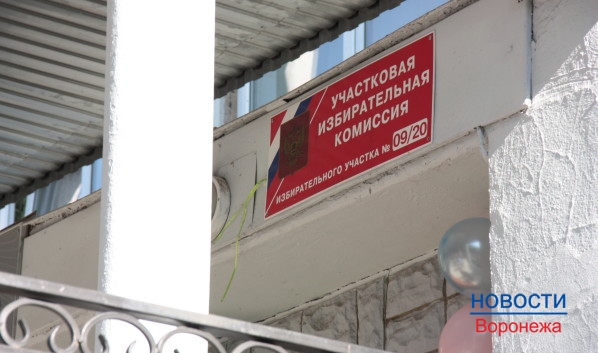 УЧАСТКОВАЯ
ИЗБИРАТЕЛЬНАЯ
КОМИССИЯ
ИЗБИРАТЕЛЬНОГО УЧАСТКА № 09/20
НОВОСТИ
Воронежа